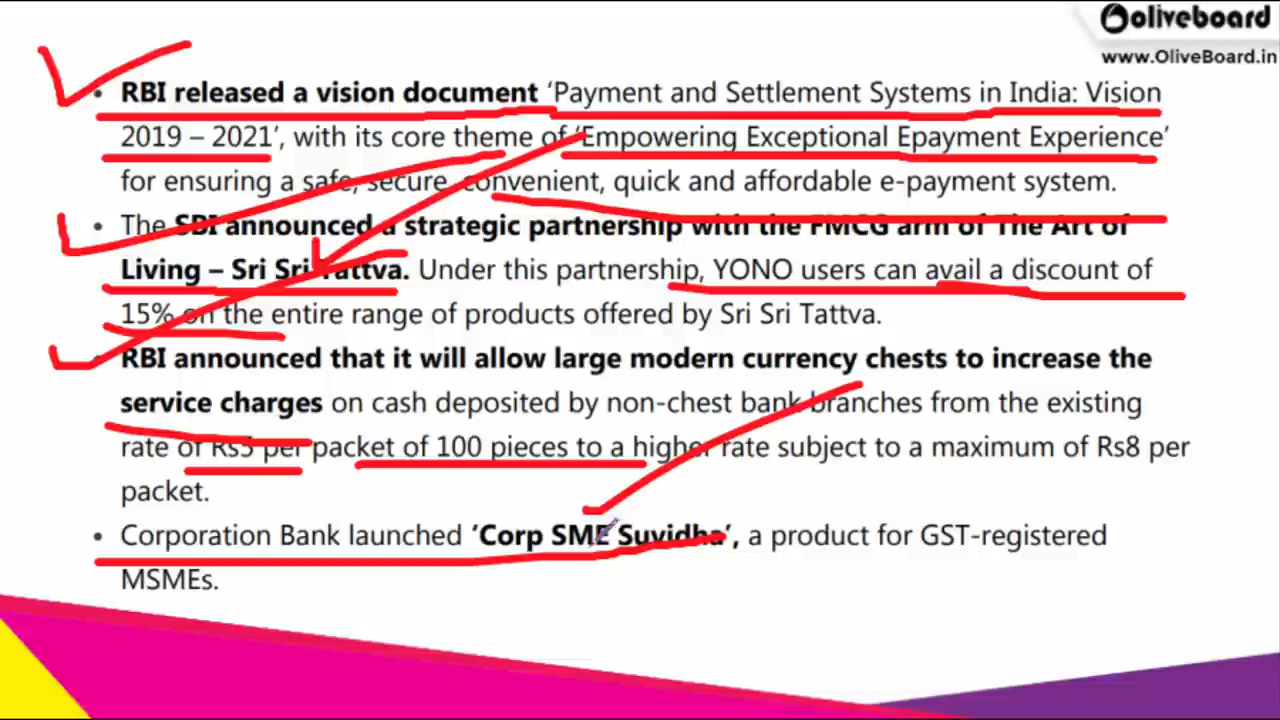 oliveboard
www.OliveBoard.in
• RBI released a vision document ‘Payment and Settlement Systems in India: Vision
2019 – 2021’, with its core theme of ‘Empowering Exceptional Epayment Experience’
for ensuring a safe, secure, convenient, quick and affordable e-payment system.
• The SBI announced a strategic partnership with the FMCG arm of The Art of
Living – Sri Sri Tattva. Under this partnership, YONO users can avail a discount of
15% on the entire range of products offered by Sri Sri Tattva.
• RBI announced that it will allow large modern currency chests to increase the
service charges on cash deposited by non-chest bank branches from the existing
rate of Rs5 per packet of 100 pieces to a higher rate subject to a maximum of Rs8 per
packet.
• Corporation Bank launched ‘Corp SME Suvidha’, a product for GST-registered
MSMEs.